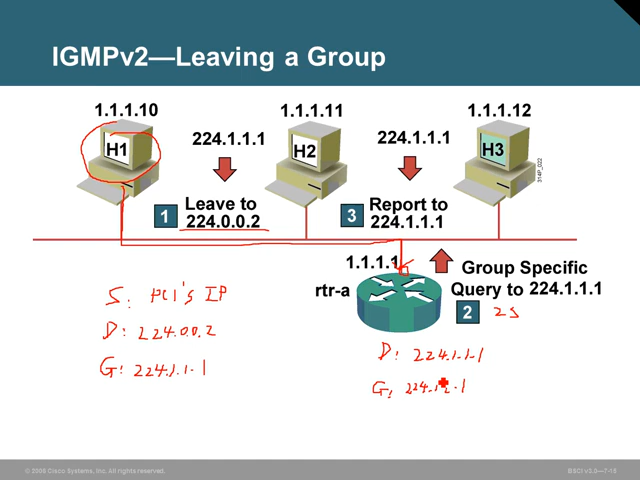 IGMPv2—Leaving a Group
1.1.1.10
1.1.1.11
1.1.1.12
224.1.1.1
224.1.1.1
H1
H2
H3
314P_022
1 Leave to
224.0.0.2
3 Report to
224.1.1.1
1.1.1.1
rtr-a
Group Specific
Query to 224.1.1.1
2 2s
S: PC1's IP
D: 224.0.0.2
G: 224.1.1.1
D: 224.1.1.1
G:
© 2006 Cisco Systems, Inc. All rights reserved.
BSCI v3.0—7-16